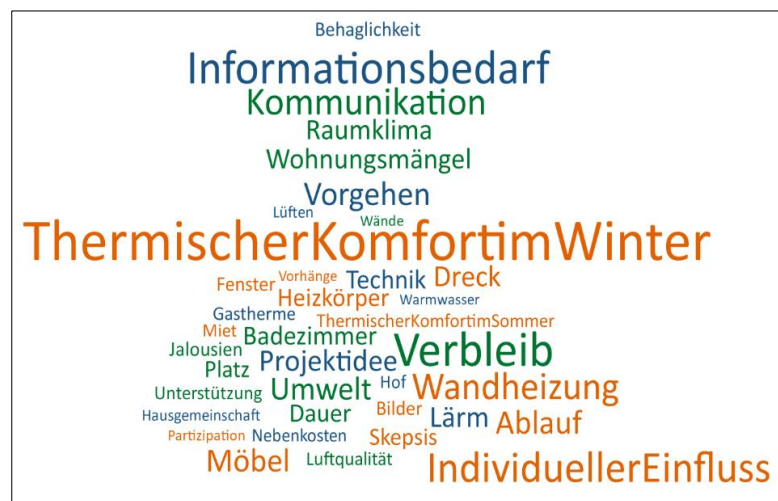 Behaglichkeit
Informationsbedarf
Kommunikation
Raumklima
Wohnungsmängel
Vorgehen
Lüften
Wände
ThermischerKomfortimWinter
Fenster Vorhänge Technik Dreck
Heizkörper Warmwasser
Gastherme ThermischerKomfortimSommer
Miet Badezimmer Verbleib
Jalousien Projektidee
Platz
Unterstützung Umwelt Hof Wandheizung
Hausgemeinschaft Dauer Bilder Lärm Ablauf
Partizipation Nebenkosten Skepsis
Möbel Luftqualität IndividuellerEinfluss